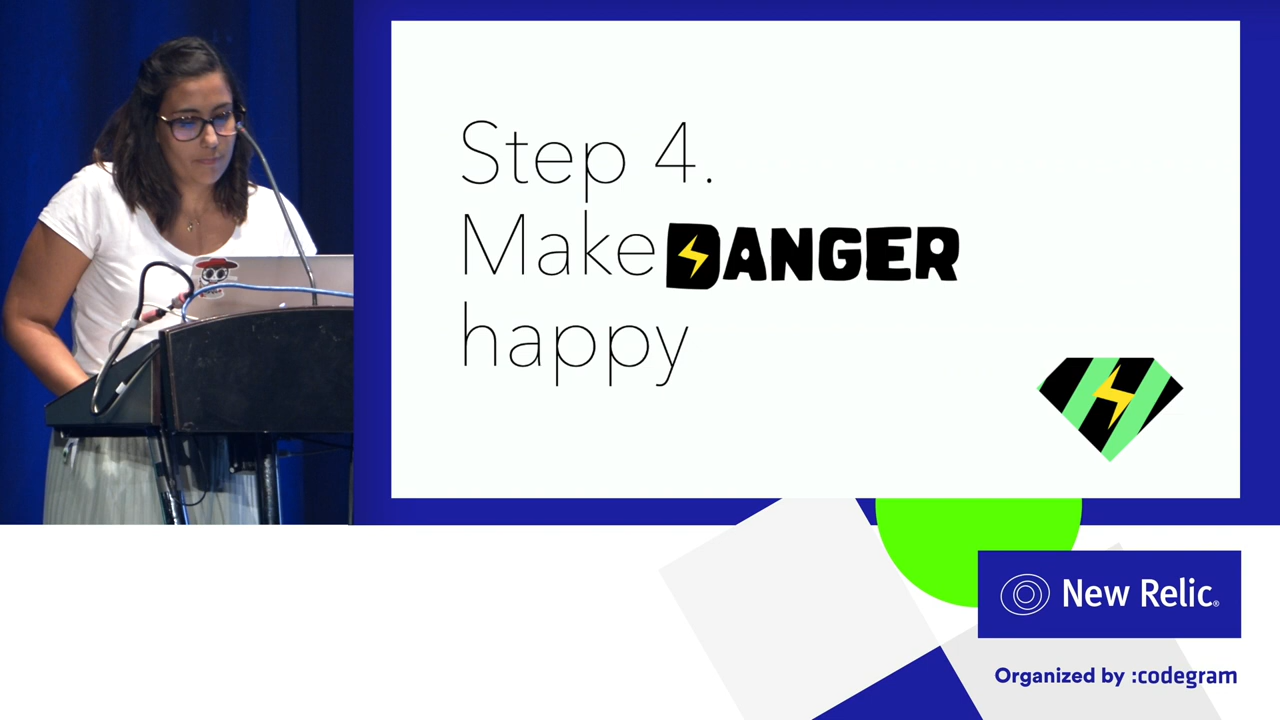 Step 4.
Make DANGER
happy
New Relic®
Organized by :codegram